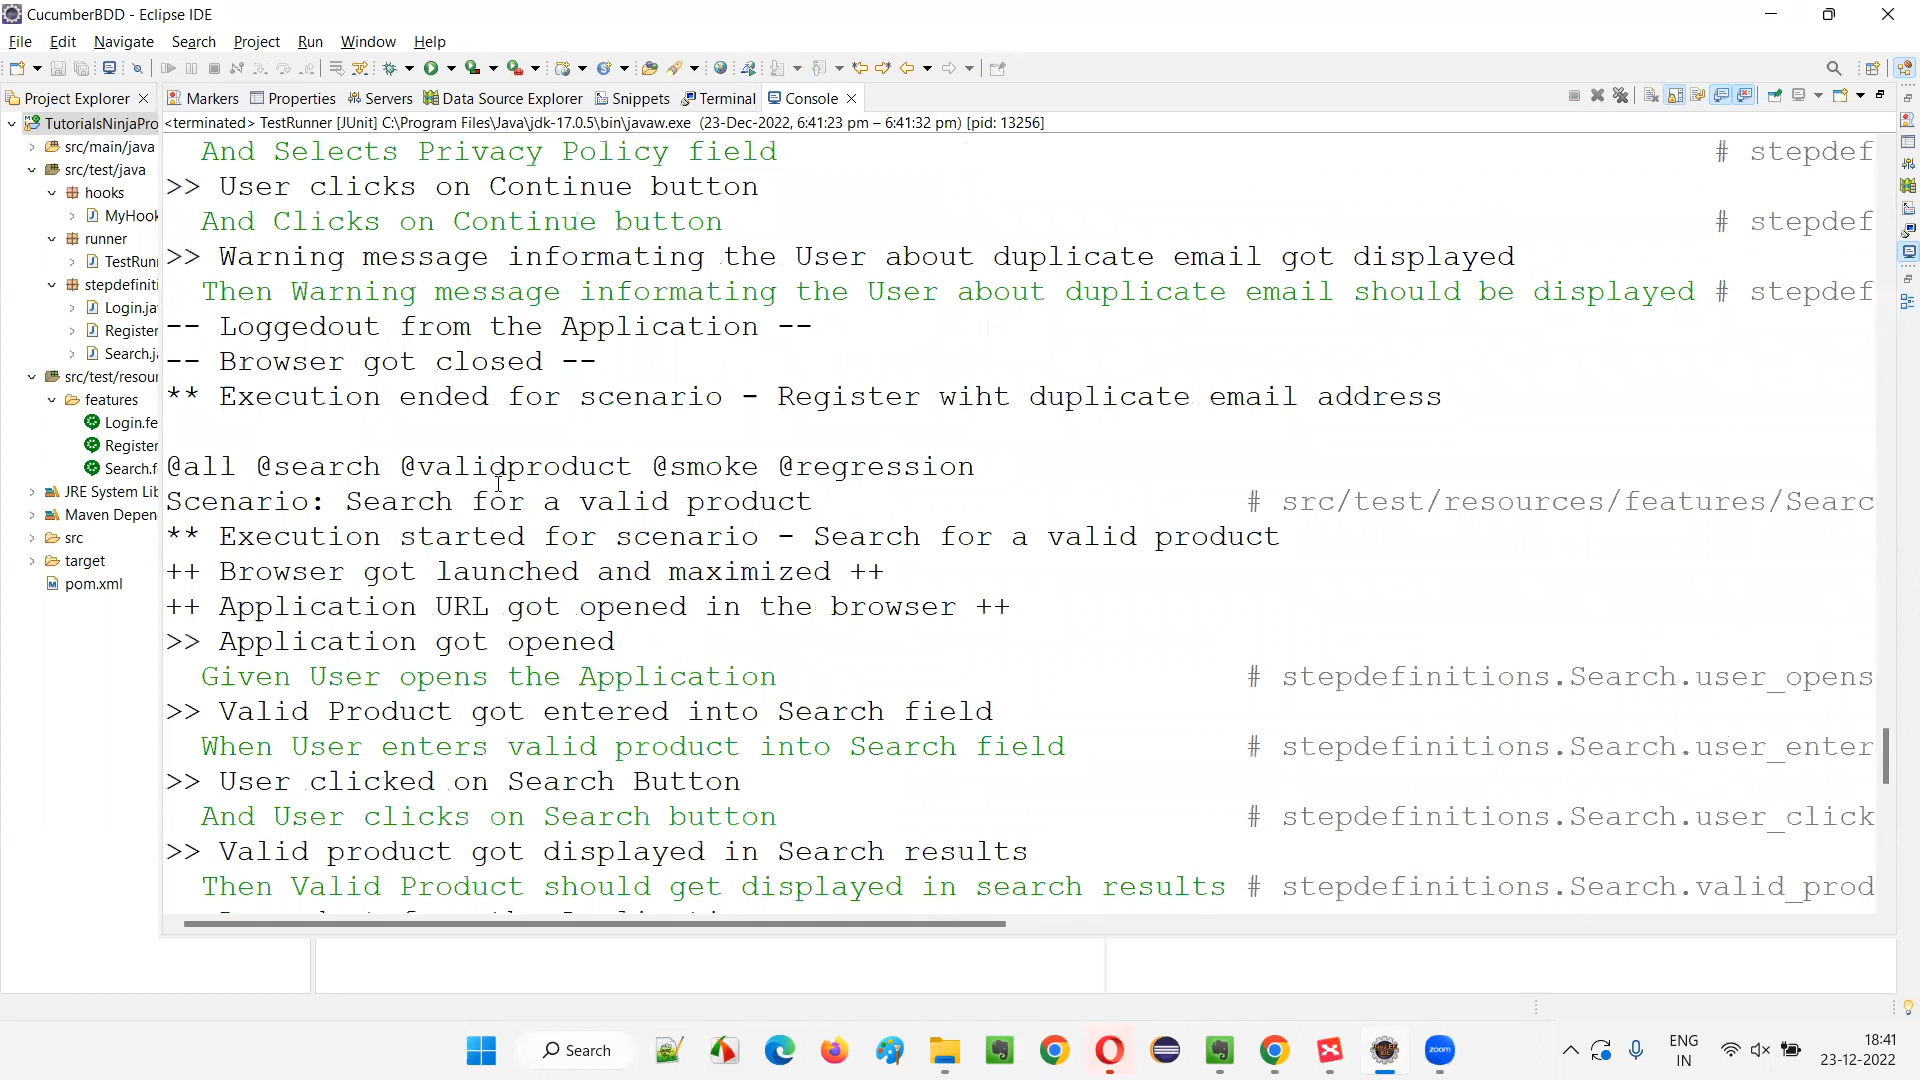 CucumberBDD - Eclipse IDE
File Edit Navigate Search Project Run Window Help
Project Explorer
Markers Properties Servers Data Source Explorer Snippets Terminal Console
<terminated> TestRunner [JUnit] C:\Program Files\Java\jdk-17.0.5\bin\javaw.exe (23-Dec-2022, 6:41:23 pm – 6:41:32 pm) [pid: 13256]
TutorialsNinjaPro
src/main/java
src/test/java
hooks
MyHook
runner
TestRunn
stepdefiniti
Login.ja
Register
Search.ja
src/test/resour
features
Login.fe
Register
Search.f
JRE System Lib
Maven Depen
src
target
pom.xml
And Selects Privacy Policy field # stepdef
>> User clicks on Continue button
And Clicks on Continue button # stepdef
>> Warning message informating the User about duplicate email got displayed
Then Warning message informating the User about duplicate email should be displayed # stepdef
-- Loggedout from the Application --
-- Browser got closed --
** Execution ended for scenario - Register wiht duplicate email address
@all @search @validproduct @smoke @regression
Scenario: Search for a valid product # src/test/resources/features/Searc
** Execution started for scenario - Search for a valid product
++ Browser got launched and maximized ++
++ Application URL got opened in the browser ++
>> Application got opened
Given User opens the Application # stepdefinitions.Search.user_opens
>> Valid Product got entered into Search field
When User enters valid product into Search field # stepdefinitions.Search.user_enter
>> User clicked on Search Button
And User clicks on Search button # stepdefinitions.Search.user_click
>> Valid product got displayed in Search results
Then Valid Product should get displayed in search results # stepdefinitions.Search.valid_prod
Search
zoom
ENG
IN
18:41
23-12-2022